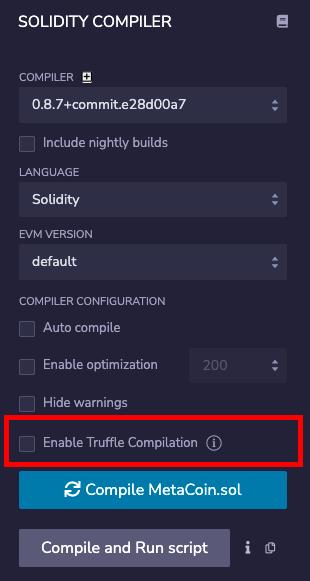 SOLIDITY COMPILER
COMPILER
0.8.7+commit.e28d00a7
Include nightly builds
LANGUAGE
Solidity
EVM VERSION
default
COMPILER CONFIGURATION
Auto compile
Enable optimization
200
Hide warnings
Enable Truffle Compilation
Compile MetaCoin.sol
Compile and Run script